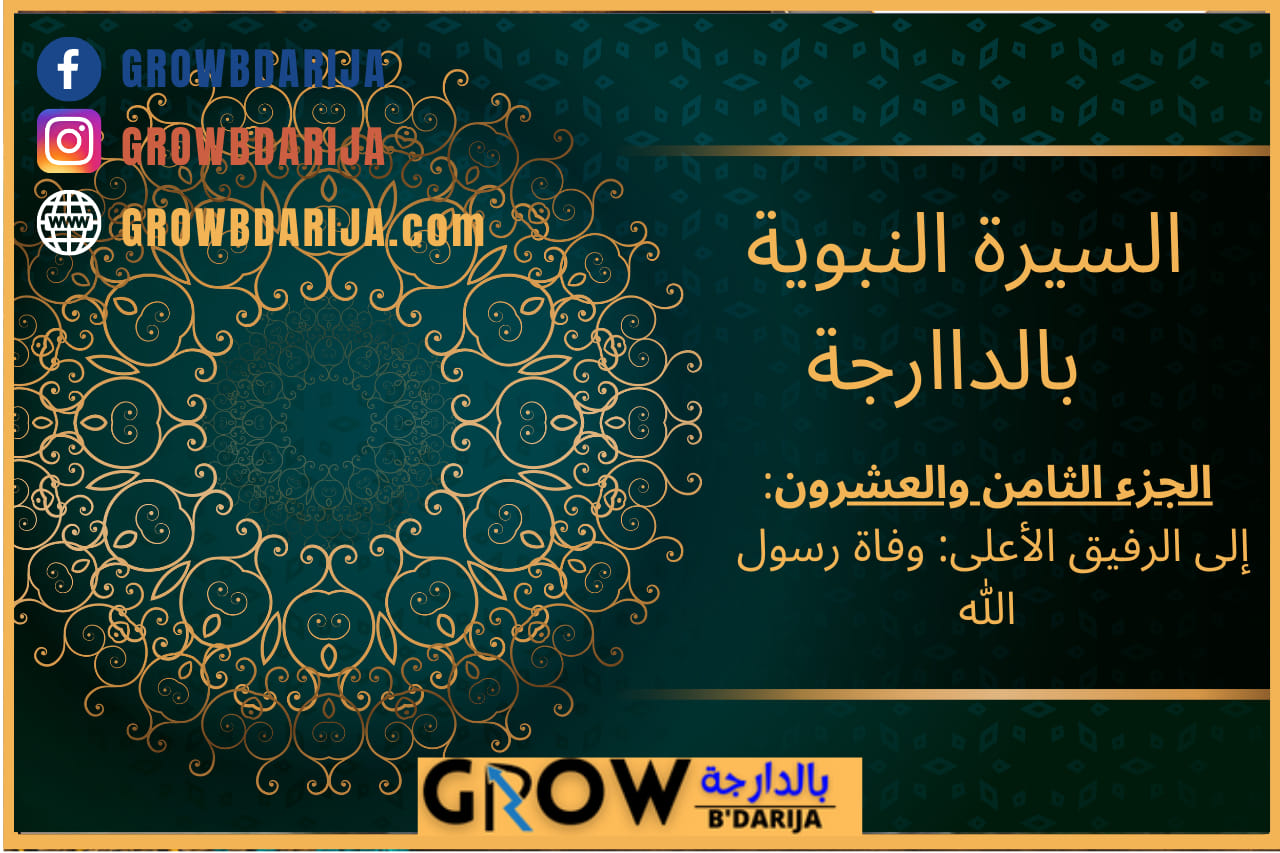 GROWBDARIJA
GROWBDARIJA
www
GROWBDARIJA.com
السيرة النبوية
بالداارجة
الجزء الثامن والعشرون:
إلى الرفيق الأعلى: وفاة رسول
الله
GROW بالدارجة
B'DARIJA